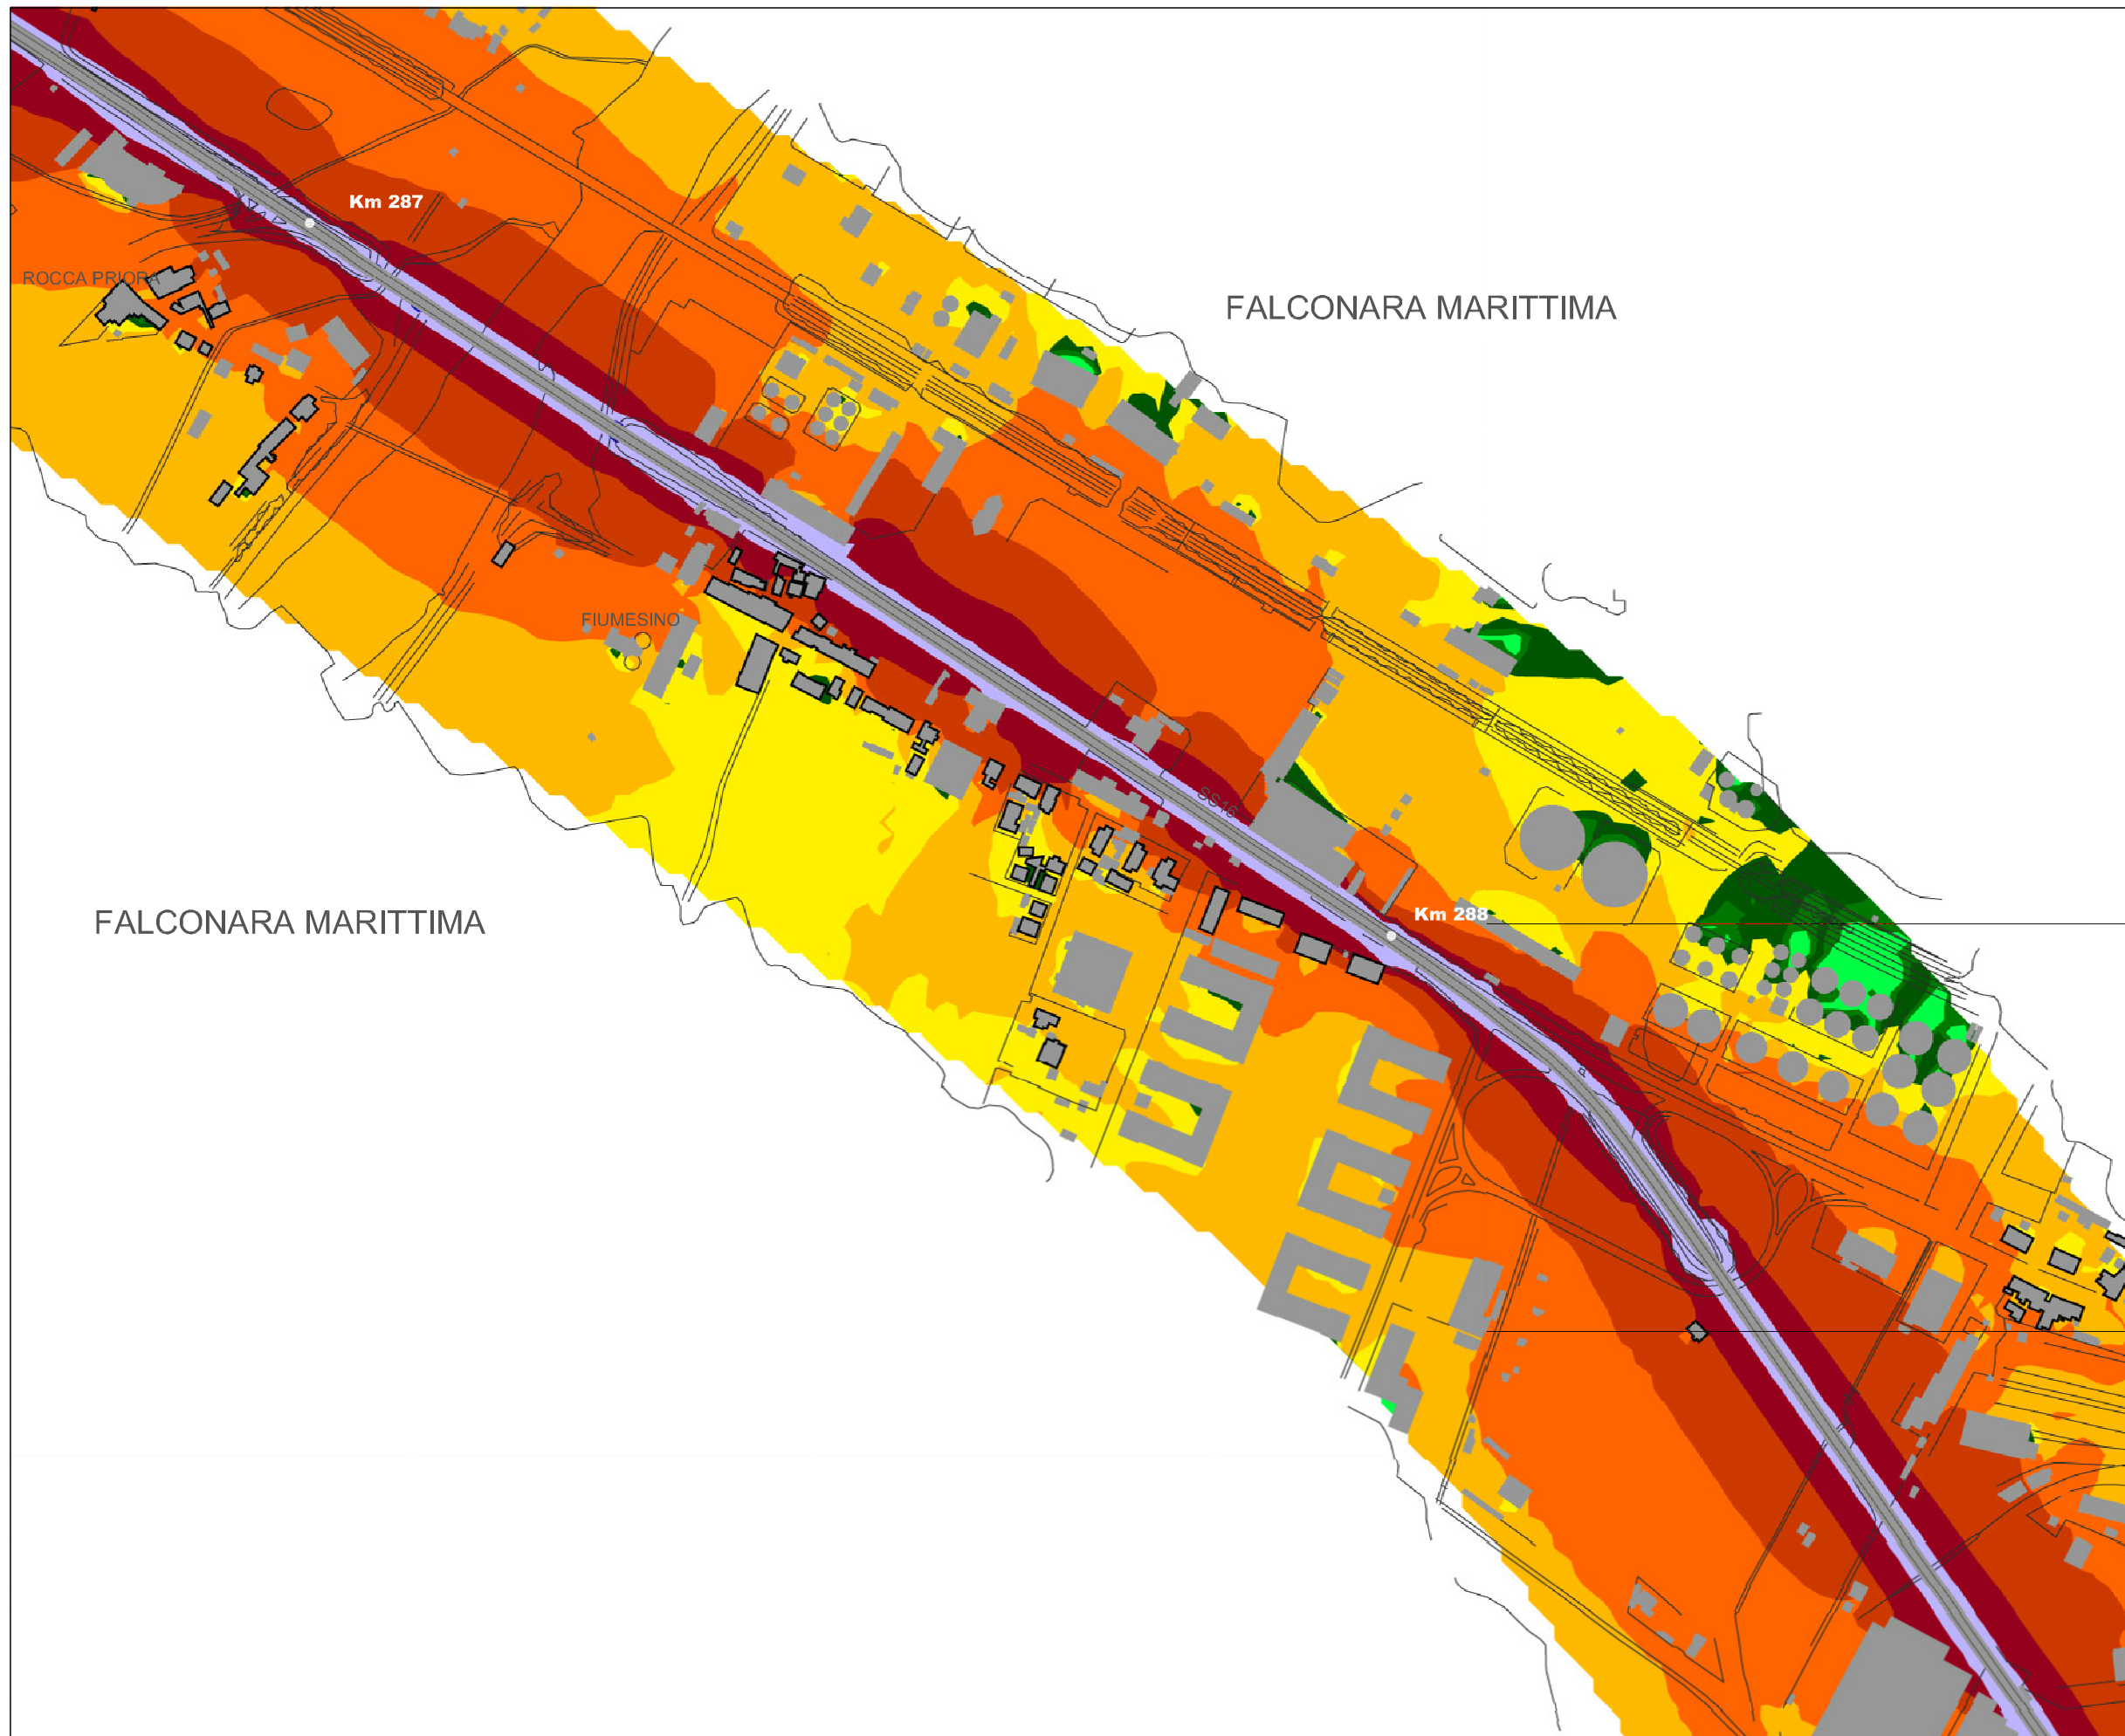 Km 287
ROCCA PRIORA
FALCONARA MARITTIMA
FIUMESINO
SS16
FALCONARA MARITTIMA
Km 288